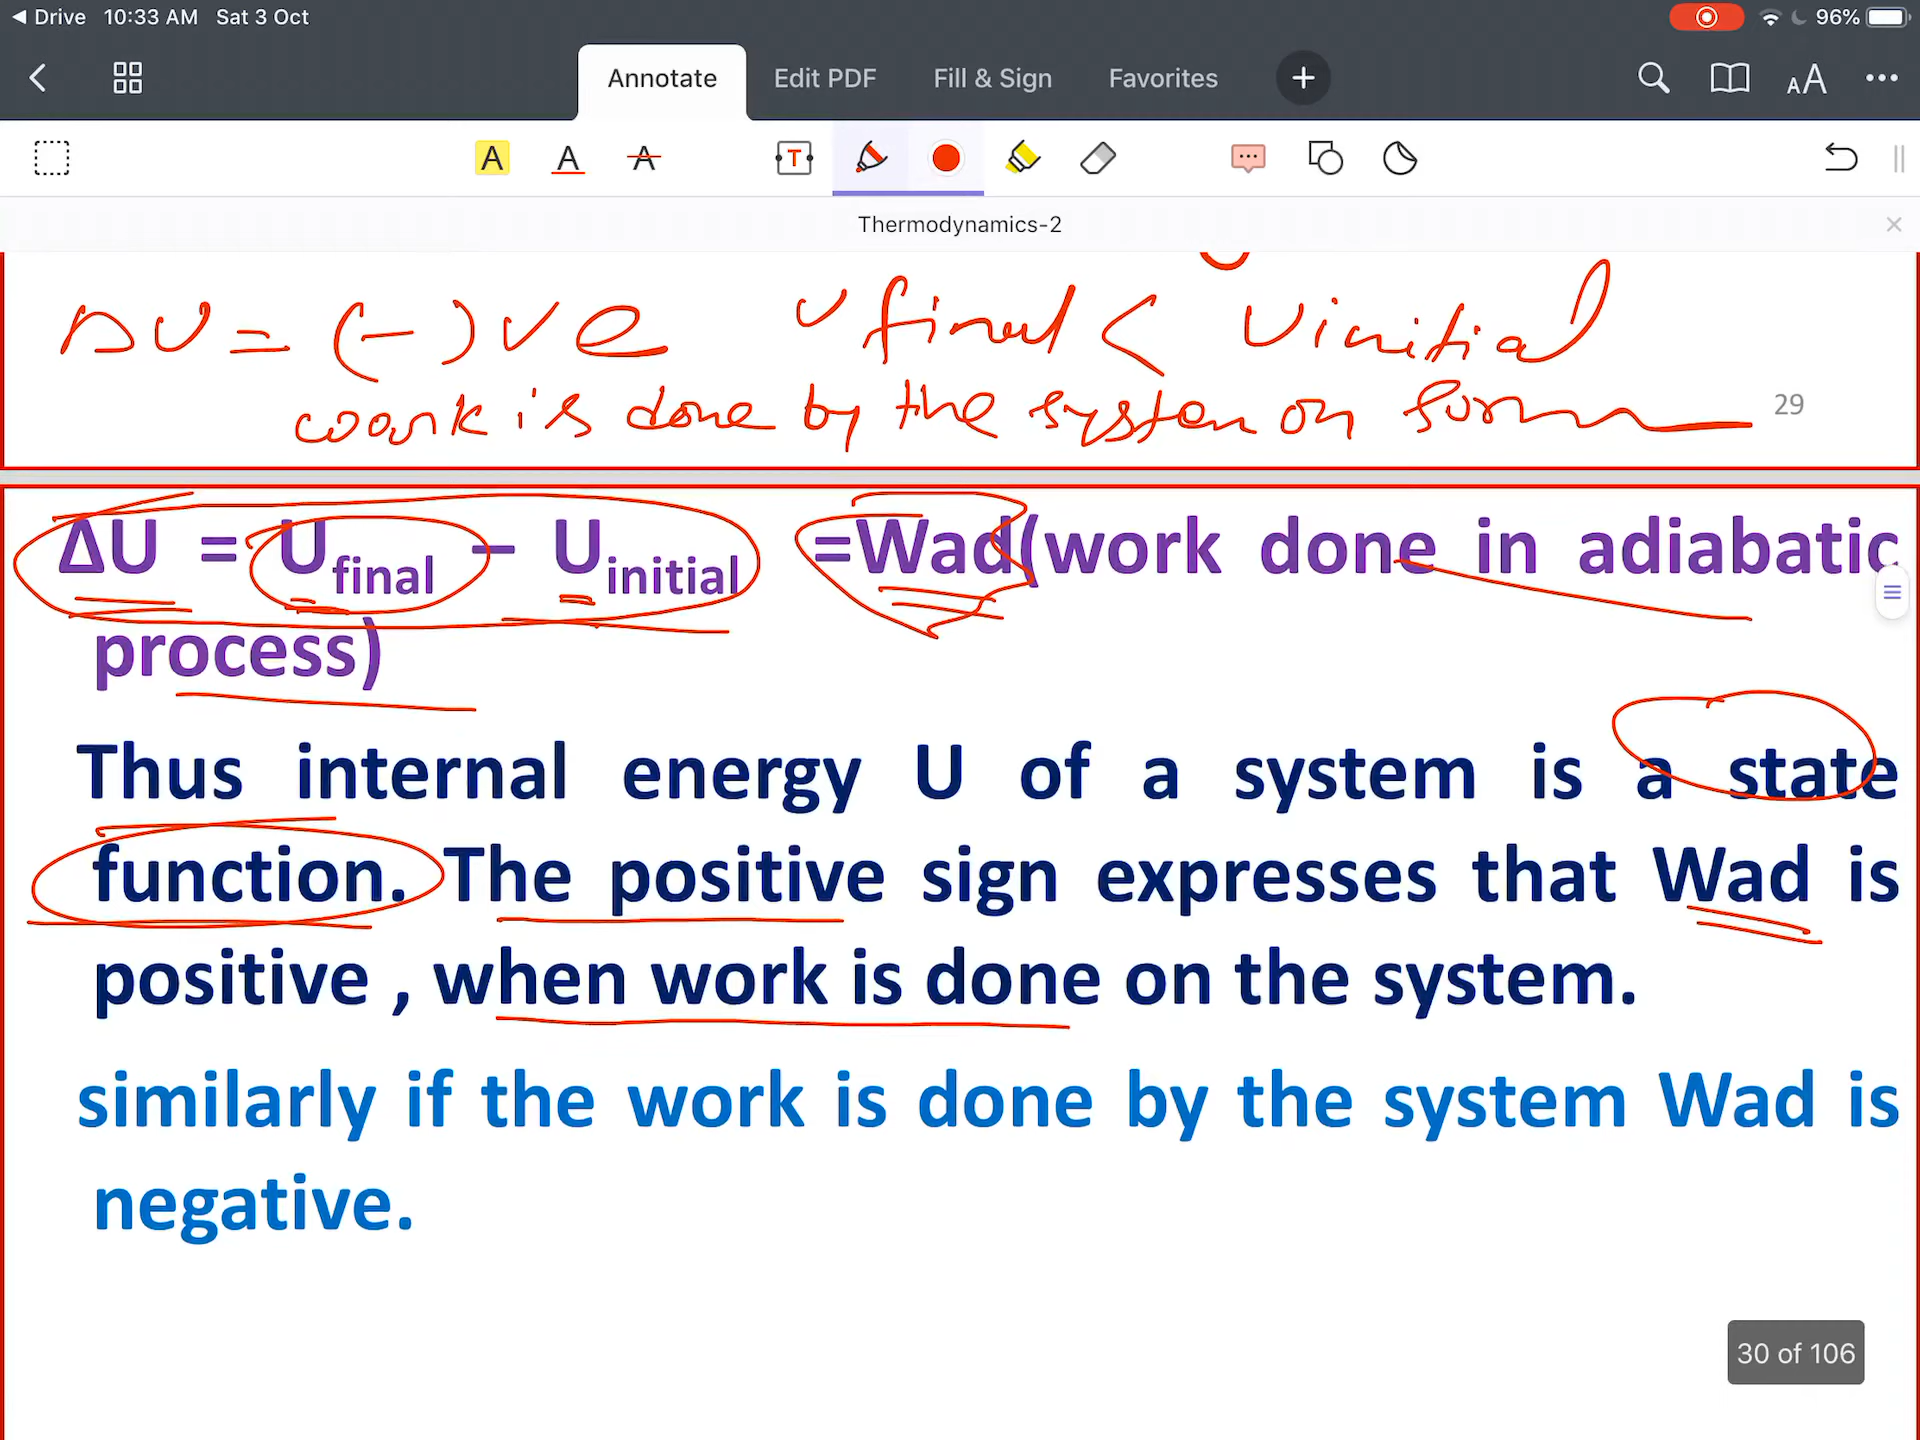 Drive 10:33 AM Sat 3 Oct 96%
Annotate Edit PDF Fill & Sign Favorites
Thermodynamics-2
ΔU = (-)ve U final < U initial
work is done by the system on
29
ΔU = Ufinal – Uinitial =Wad(work done in adiabatic
process)
Thus internal energy U of a system is a state
function. The positive sign expresses that Wad is
positive , when work is done on the system.
similarly if the work is done by the system Wad is
negative.
30 of 106